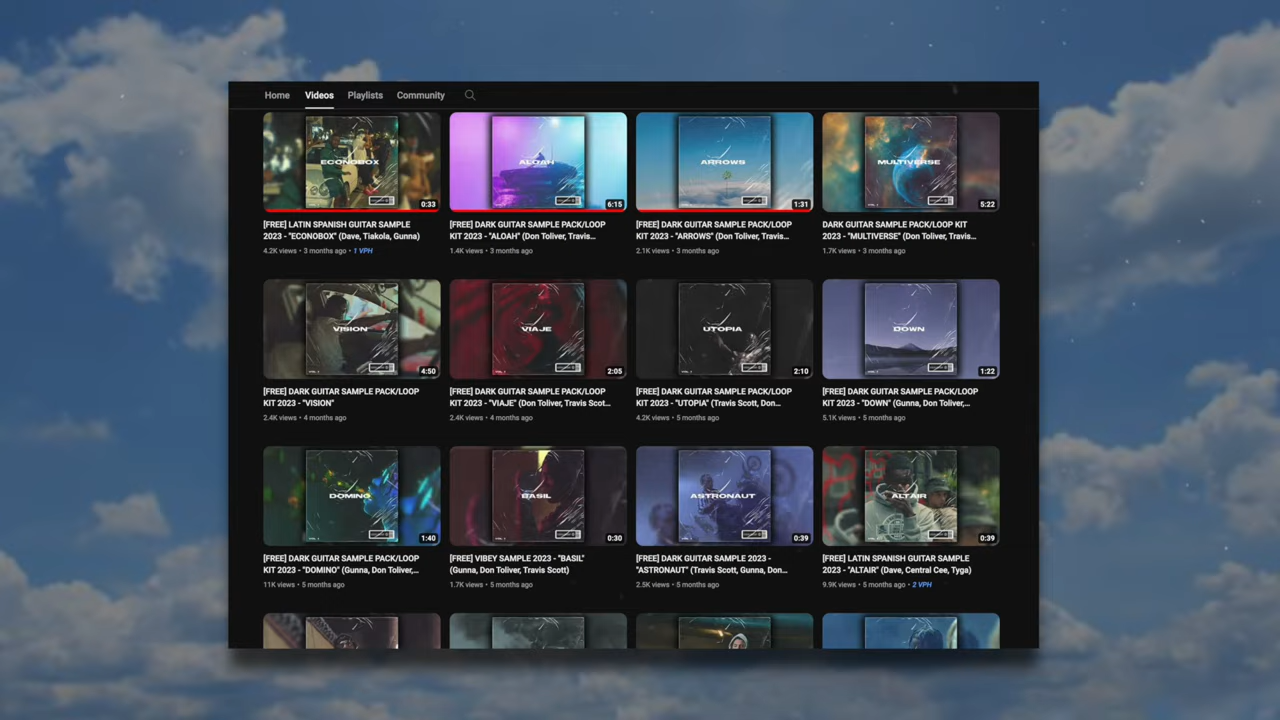 Home Videos Playlists Community
ECONOBOX
0:33
ALOAH
6:15
ARROWS
1:31
MULTIVERSE
5:22
[FREE] LATIN SPANISH GUITAR SAMPLE
2023 - "ECONOBOX" (Dave, Tiakola, Gunna)
4.2K views • 3 months ago • 1 VPH
[FREE] DARK GUITAR SAMPLE PACK/LOOP
KIT 2023 - "ALOAH" (Don Toliver, Travis...
1.4K views • 3 months ago
[FREE] DARK GUITAR SAMPLE PACK/LOOP
KIT 2023 - "ARROWS" (Don Toliver, Travis...
2.1K views • 3 months ago
DARK GUITAR SAMPLE PACK/LOOP KIT
2023 - "MULTIVERSE" (Don Toliver, Travis...
1.7K views • 3 months ago
VISION
4:50
VIAJE
2:05
UTOPIA
2:10
DOWN
1:22
[FREE] DARK GUITAR SAMPLE PACK/LOOP
KIT 2023 - "VISION"
2.4K views • 4 months ago
[FREE] DARK GUITAR SAMPLE PACK/LOOP
KIT 2023 - "VIAJE" (Don Toliver, Travis Scot...
2.4K views • 4 months ago
[FREE] DARK GUITAR SAMPLE PACK/LOOP
KIT 2023 - "UTOPIA" (Travis Scott, Don...
4.2K views • 5 months ago
[FREE] DARK GUITAR SAMPLE PACK/LOOP
KIT 2023 - "DOWN" (Gunna, Don Toliver,...
5.1K views • 5 months ago
DOMINO
1:40
BASIL
0:30
ASTRONAUT
0:39
ALTAIR
0:39
[FREE] DARK GUITAR SAMPLE PACK/LOOP
KIT 2023 - "DOMINO" (Gunna, Don Toliver,...
11K views • 5 months ago
[FREE] VIBEY SAMPLE 2023 - "BASIL"
(Gunna, Don Toliver, Travis Scott)
1.7K views • 5 months ago
[FREE] DARK GUITAR SAMPLE 2023 -
"ASTRONAUT" (Travis Scott, Gunna, Don...
2.5K views • 5 months ago
[FREE] LATIN SPANISH GUITAR SAMPLE
2023 - "ALTAIR" (Dave, Central Cee, Tyga)
9.9K views • 5 months ago • 2 VPH